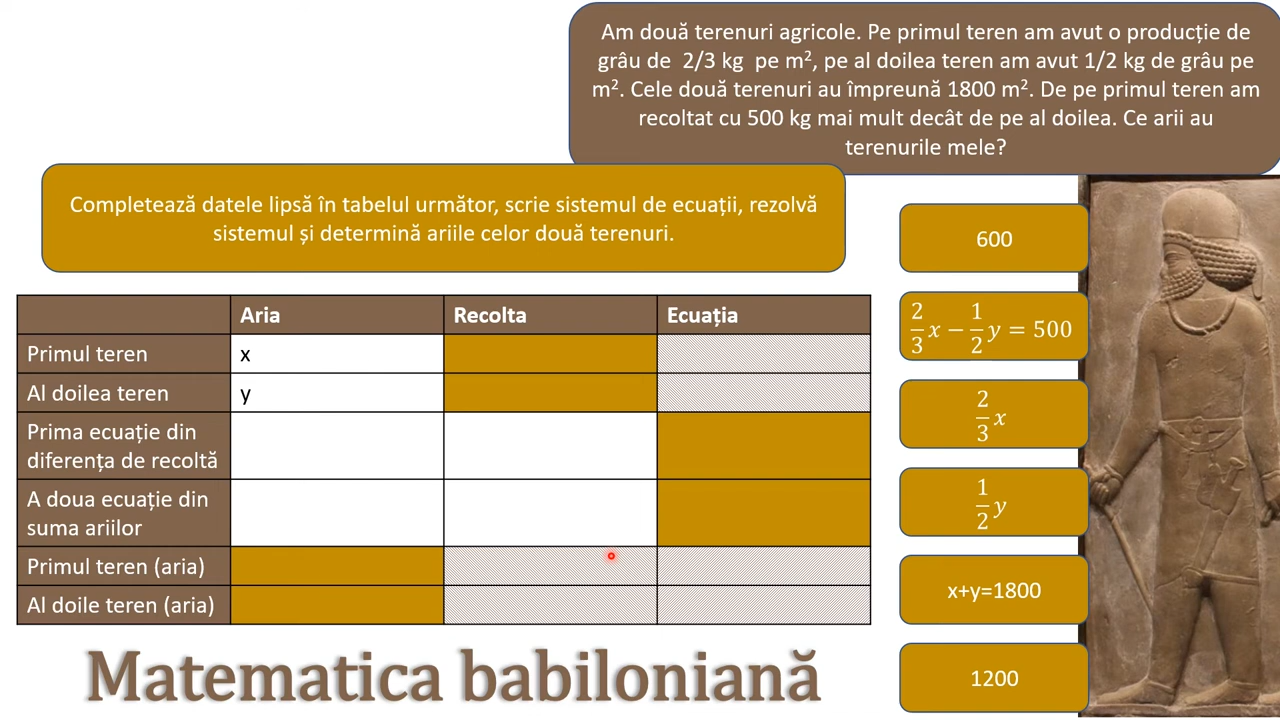 Am două terenuri agricole. Pe primul teren am avut o producție de
grâu de 2/3 kg pe m², pe al doilea teren am avut 1/2 kg de grâu pe
m². Cele două terenuri au împreună 1800 m². De pe primul teren am
recoltat cu 500 kg mai mult decât de pe al doilea. Ce arii au
terenurile mele?
Completează datele lipsă în tabelul următor, scrie sistemul de ecuații, rezolvă
sistemul și determină ariile celor două terenuri.
Aria Recolta Ecuația
Primul teren x
Al doilea teren y
Prima ecuație din
diferența de recoltă
A doua ecuație din
suma ariilor
Primul teren (aria)
Al doile teren (aria)
600
2/3 x − 1/2 y = 500
2/3 x
1/2 y
x+y=1800
1200
Matematica babiloniană